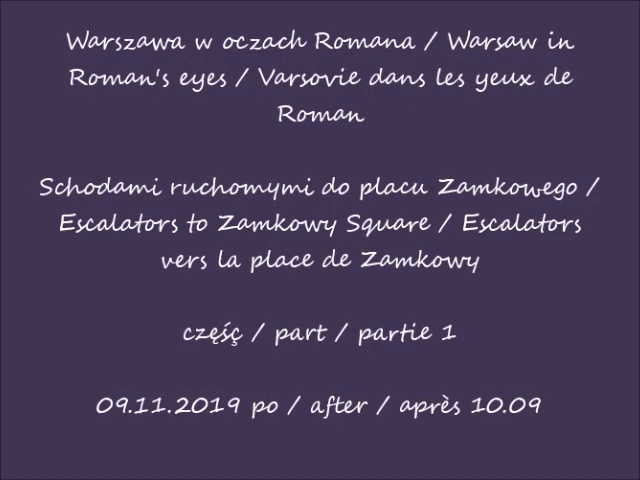 Warszawa w oczach Romana / Warsaw in
Roman's eyes / Varsovie dans les yeux de
Roman
Schodami ruchomymi do placu Zamkowego /
Escalators to Zamkowy Square / Escalators
vers la place de Zamkowy
częśç / part / partie 1
09.11.2019 po / after / après 10.09